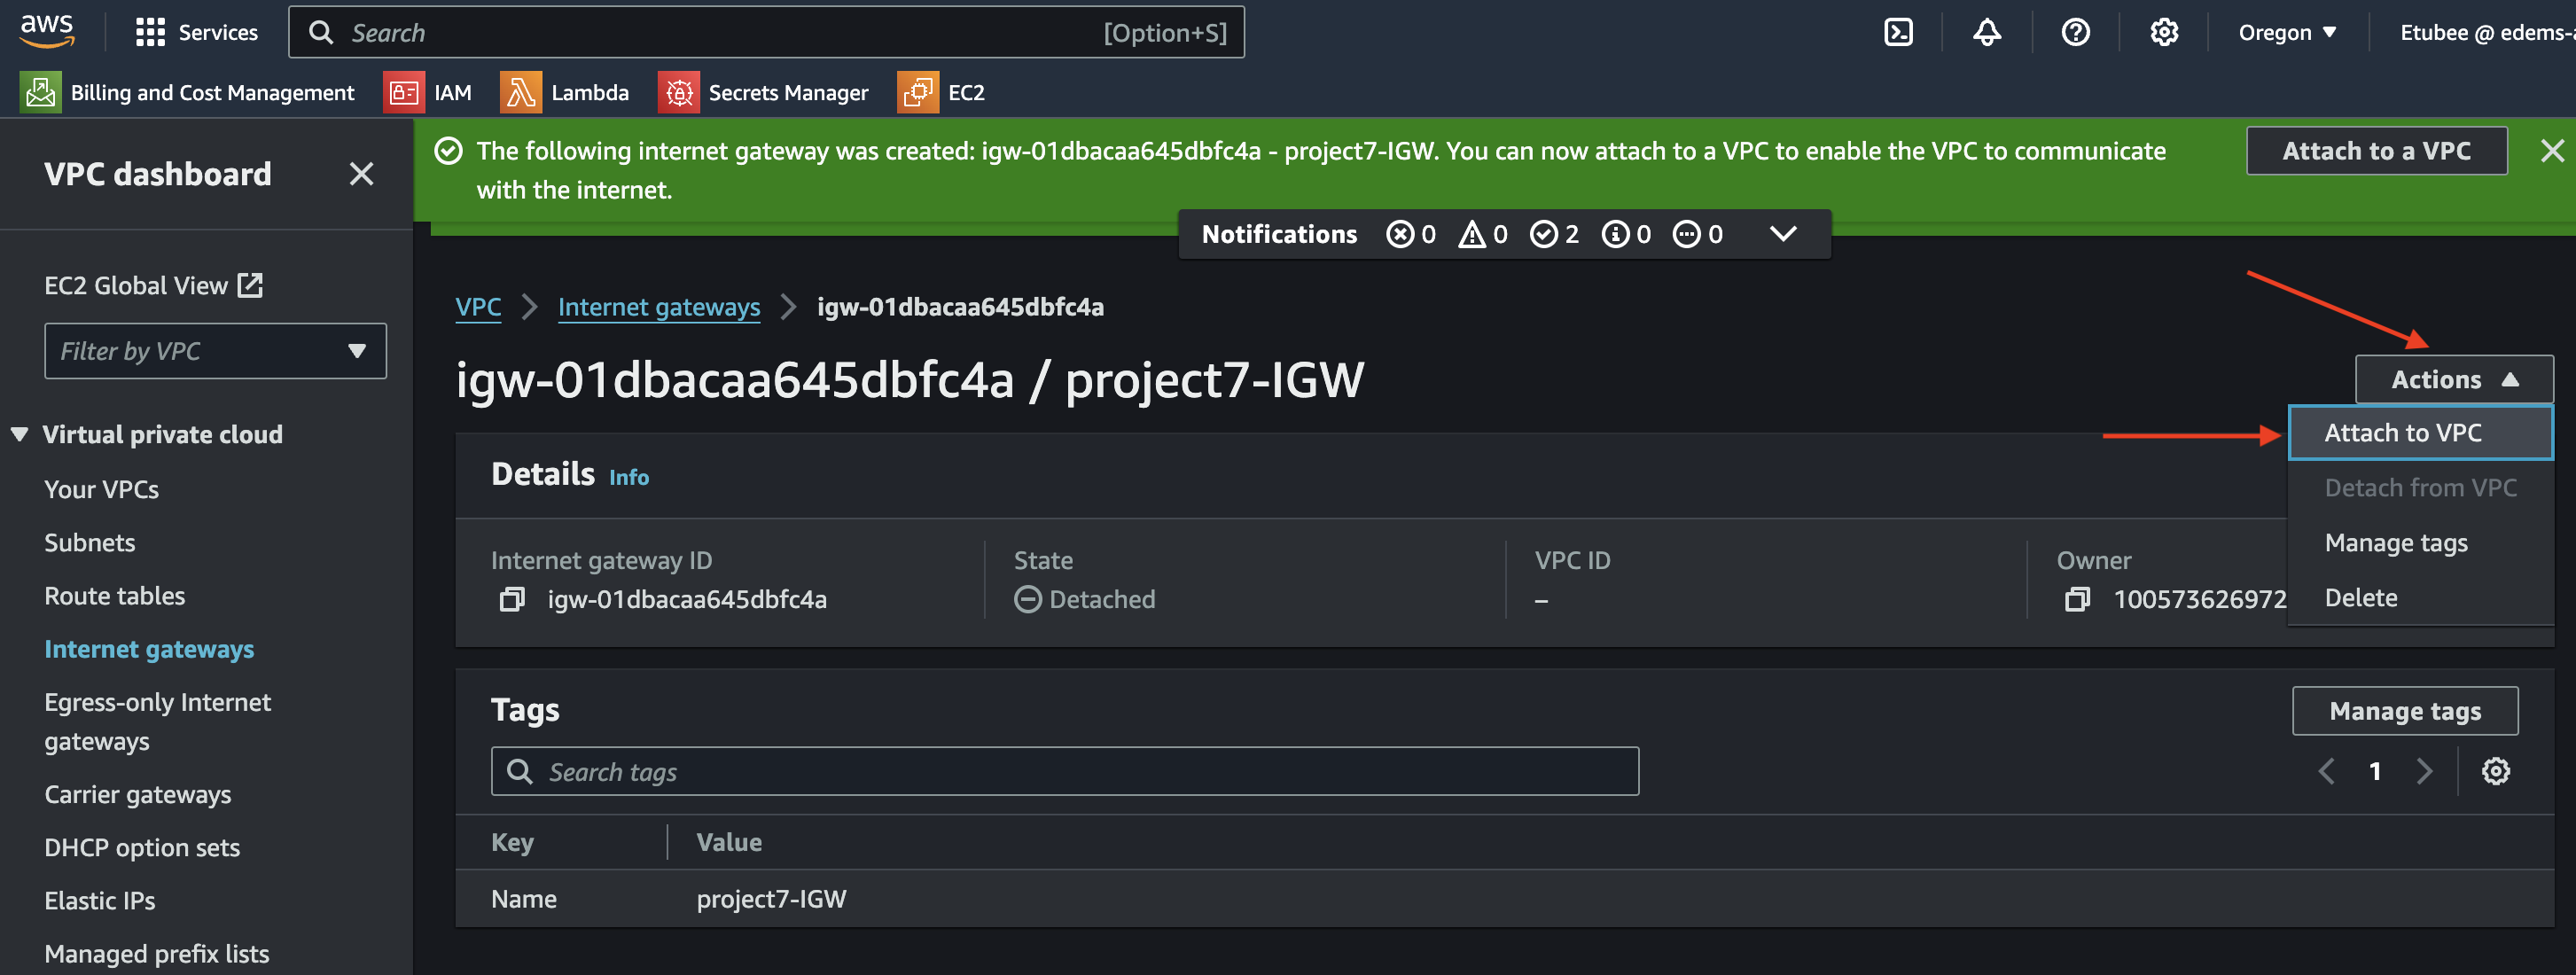 aws
Services
Search
[Option+S]
Oregon
Etubee @ edems-
Billing and Cost Management
IAM
Lambda
Secrets Manager
EC2
VPC dashboard
EC2 Global View
Filter by VPC
Virtual private cloud
Your VPCs
Subnets
Route tables
Internet gateways
Egress-only Internet
gateways
Carrier gateways
DHCP option sets
Elastic IPs
Managed prefix lists
The following internet gateway was created: igw-01dbacaa645dbfc4a - project7-IGW. You can now attach to a VPC to enable the VPC to communicate
with the internet.
Attach to a VPC
Notifications 0 0 2 0 0
VPC > Internet gateways > igw-01dbacaa645dbfc4a
igw-01dbacaa645dbfc4a / project7-IGW
Actions
Attach to VPC
Detach from VPC
Manage tags
Delete
Details Info
Internet gateway ID
igw-01dbacaa645dbfc4a
State
Detached
VPC ID
–
Owner
100573626972
Tags
Manage tags
Search tags
1
Key Value
Name project7-IGW